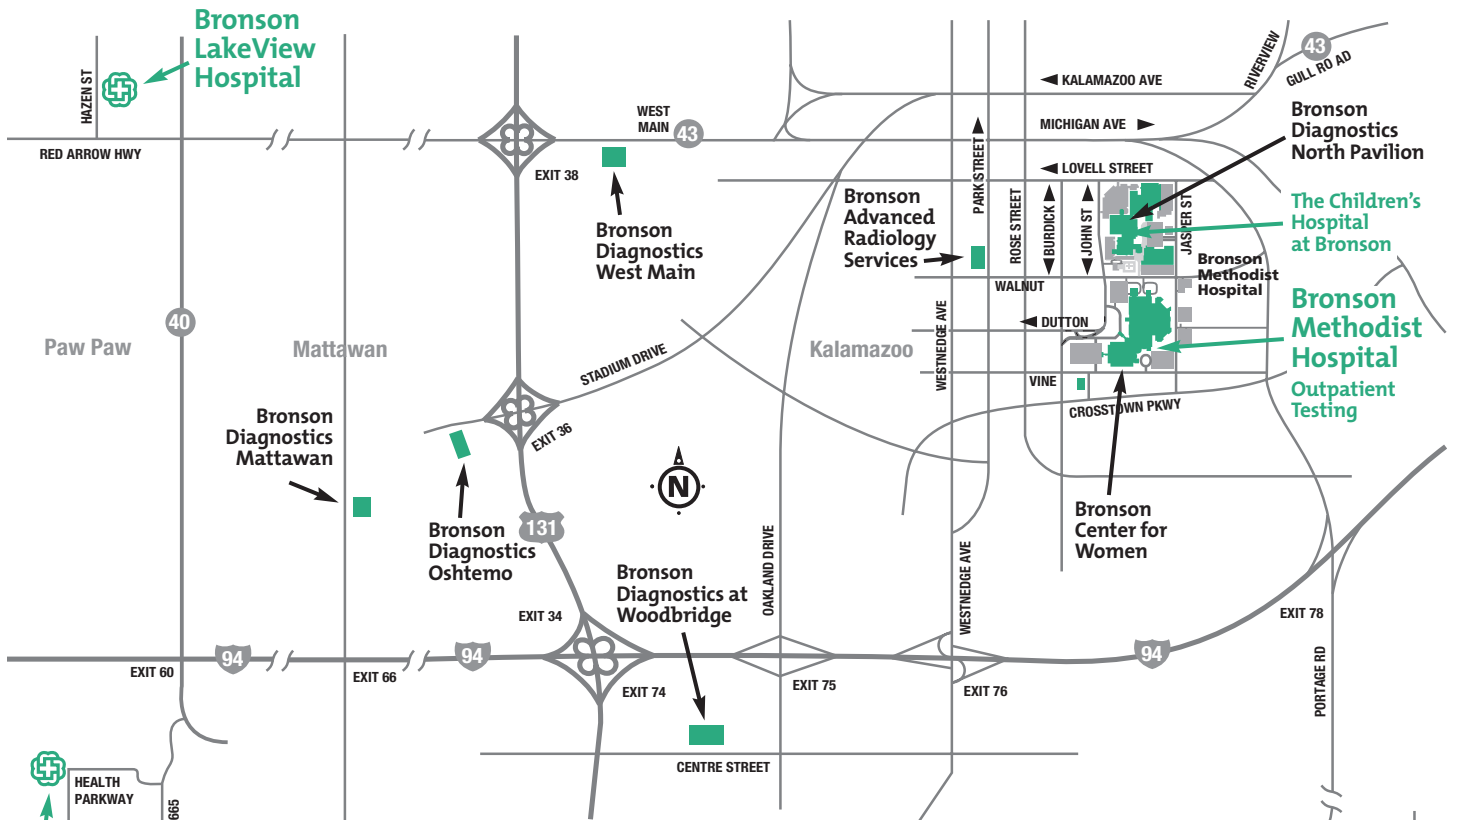 Bronson
LakeView
Hospital
HAZEN ST
RED ARROW HWY
40
Paw Paw
Mattawan
WEST
MAIN
43
EXIT 38
Bronson
Diagnostics
West Main
STADIUM DRIVE
EXIT 36
Bronson
Diagnostics
Mattawan
Bronson
Diagnostics
Oshtemo
131
N
EXIT 34
Bronson
Diagnostics at
Woodbridge
OAKLAND DRIVE
94
94
94
EXIT 60
EXIT 66
EXIT 74
EXIT 75
EXIT 76
EXIT 78
CENTRE STREET
HEALTH
PARKWAY
665
KALAMAZOO AVE
MICHIGAN AVE
LOVELL STREET
RIVERVIEW
43
GULL RO AD
Bronson
Diagnostics
North Pavilion
The Children's
Hospital
at Bronson
Bronson
Advanced
Radiology
Services
PARK STREET
ROSE STREET
BURDICK
JOHN ST
JASPER ST
Bronson
Methodist
Hospital
WALNUT
DUTTON
Kalamazoo
WESTNEDGE AVE
VINE
CROSSTOWN PKWY
Bronson
Methodist
Hospital
Outpatient
Testing
Bronson
Center for
Women
WESTNEDGE AVE
PORTAGE RD